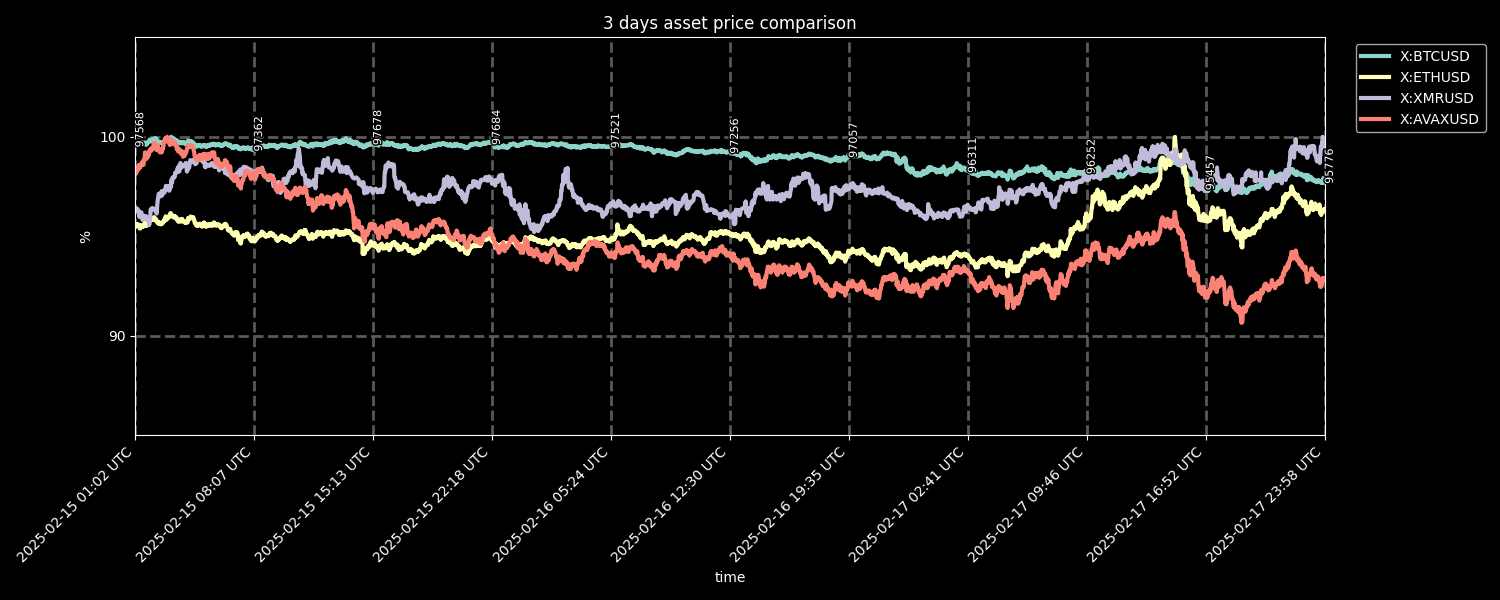 3 days asset price comparison
X:BTCUSD
X:ETHUSD
X:XMRUSD
X:AVAXUSD
100
90
%
97568
97362
97678
97684
97521
97256
97057
96311
96252
95457
95776
2025-02-15 01:02 UTC
2025-02-15 08:07 UTC
2025-02-15 15:13 UTC
2025-02-15 22:18 UTC
2025-02-16 05:24 UTC
2025-02-16 12:30 UTC
2025-02-16 19:35 UTC
2025-02-17 02:41 UTC
2025-02-17 09:46 UTC
2025-02-17 16:52 UTC
2025-02-17 23:58 UTC
time